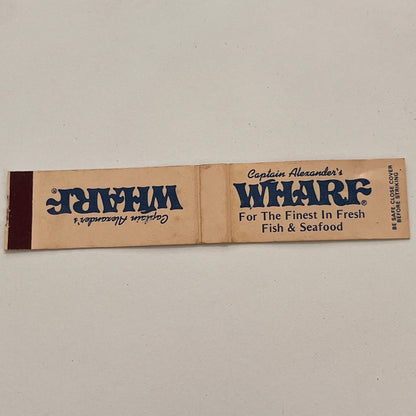 Captain Alexander's
WHARF®
For The Finest In Fresh
Fish & Seafood
BE SAFE CLOSE COVER
BEFORE STRIKING
Captain Alexander's
WHARF®